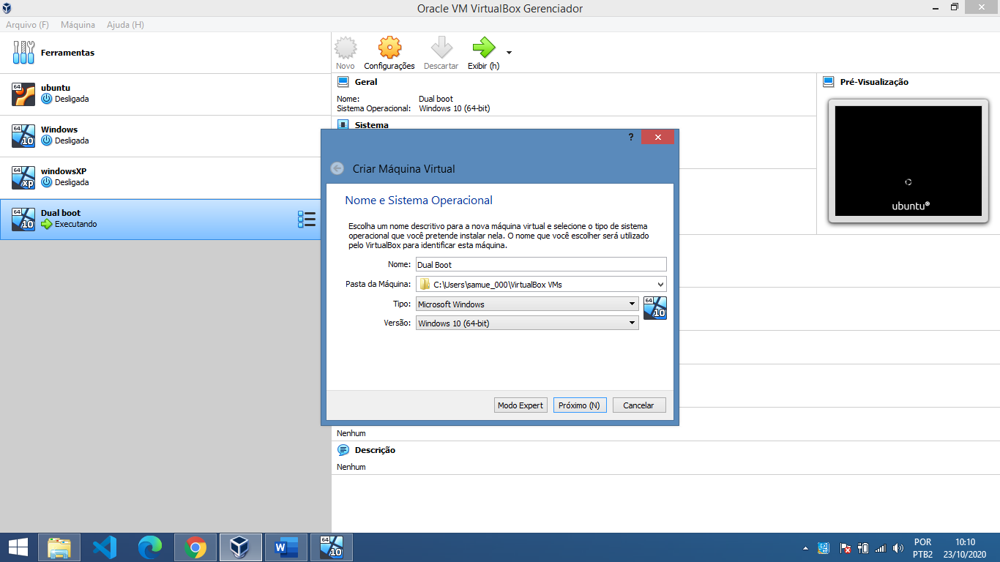 Oracle VM VirtualBox Gerenciador
Arquivo (F) Máquina Ajuda (H)
Ferramentas
64
ubuntu
Desligada
64
10
Windows
Desligada
64
xp
windowsXP
Desligada
64
10
Dual boot
Executando
Novo Configurações Descartar Exibir (h)
Geral
Nome: Dual boot
Sistema Operacional: Windows 10 (64-bit)
Sistema
Pré-Visualização
ubuntu®
?
Criar Máquina Virtual
Nome e Sistema Operacional
Escolha um nome descritivo para a nova máquina virtual e selecione o tipo de sistema
operacional que você pretende instalar nela. O nome que você escolher será utilizado
pelo VirtualBox para identificar esta máquina.
Nome: Dual Boot
Pasta da Máquina: C:\Users\samue_000\VirtualBox VMs
Tipo: Microsoft Windows
64
10
Versão: Windows 10 (64-bit)
Modo Expert Próximo (N) Cancelar
Nenhum
Descrição
Nenhum
W
64
10
POR
PTB2
10:10
23/10/2020